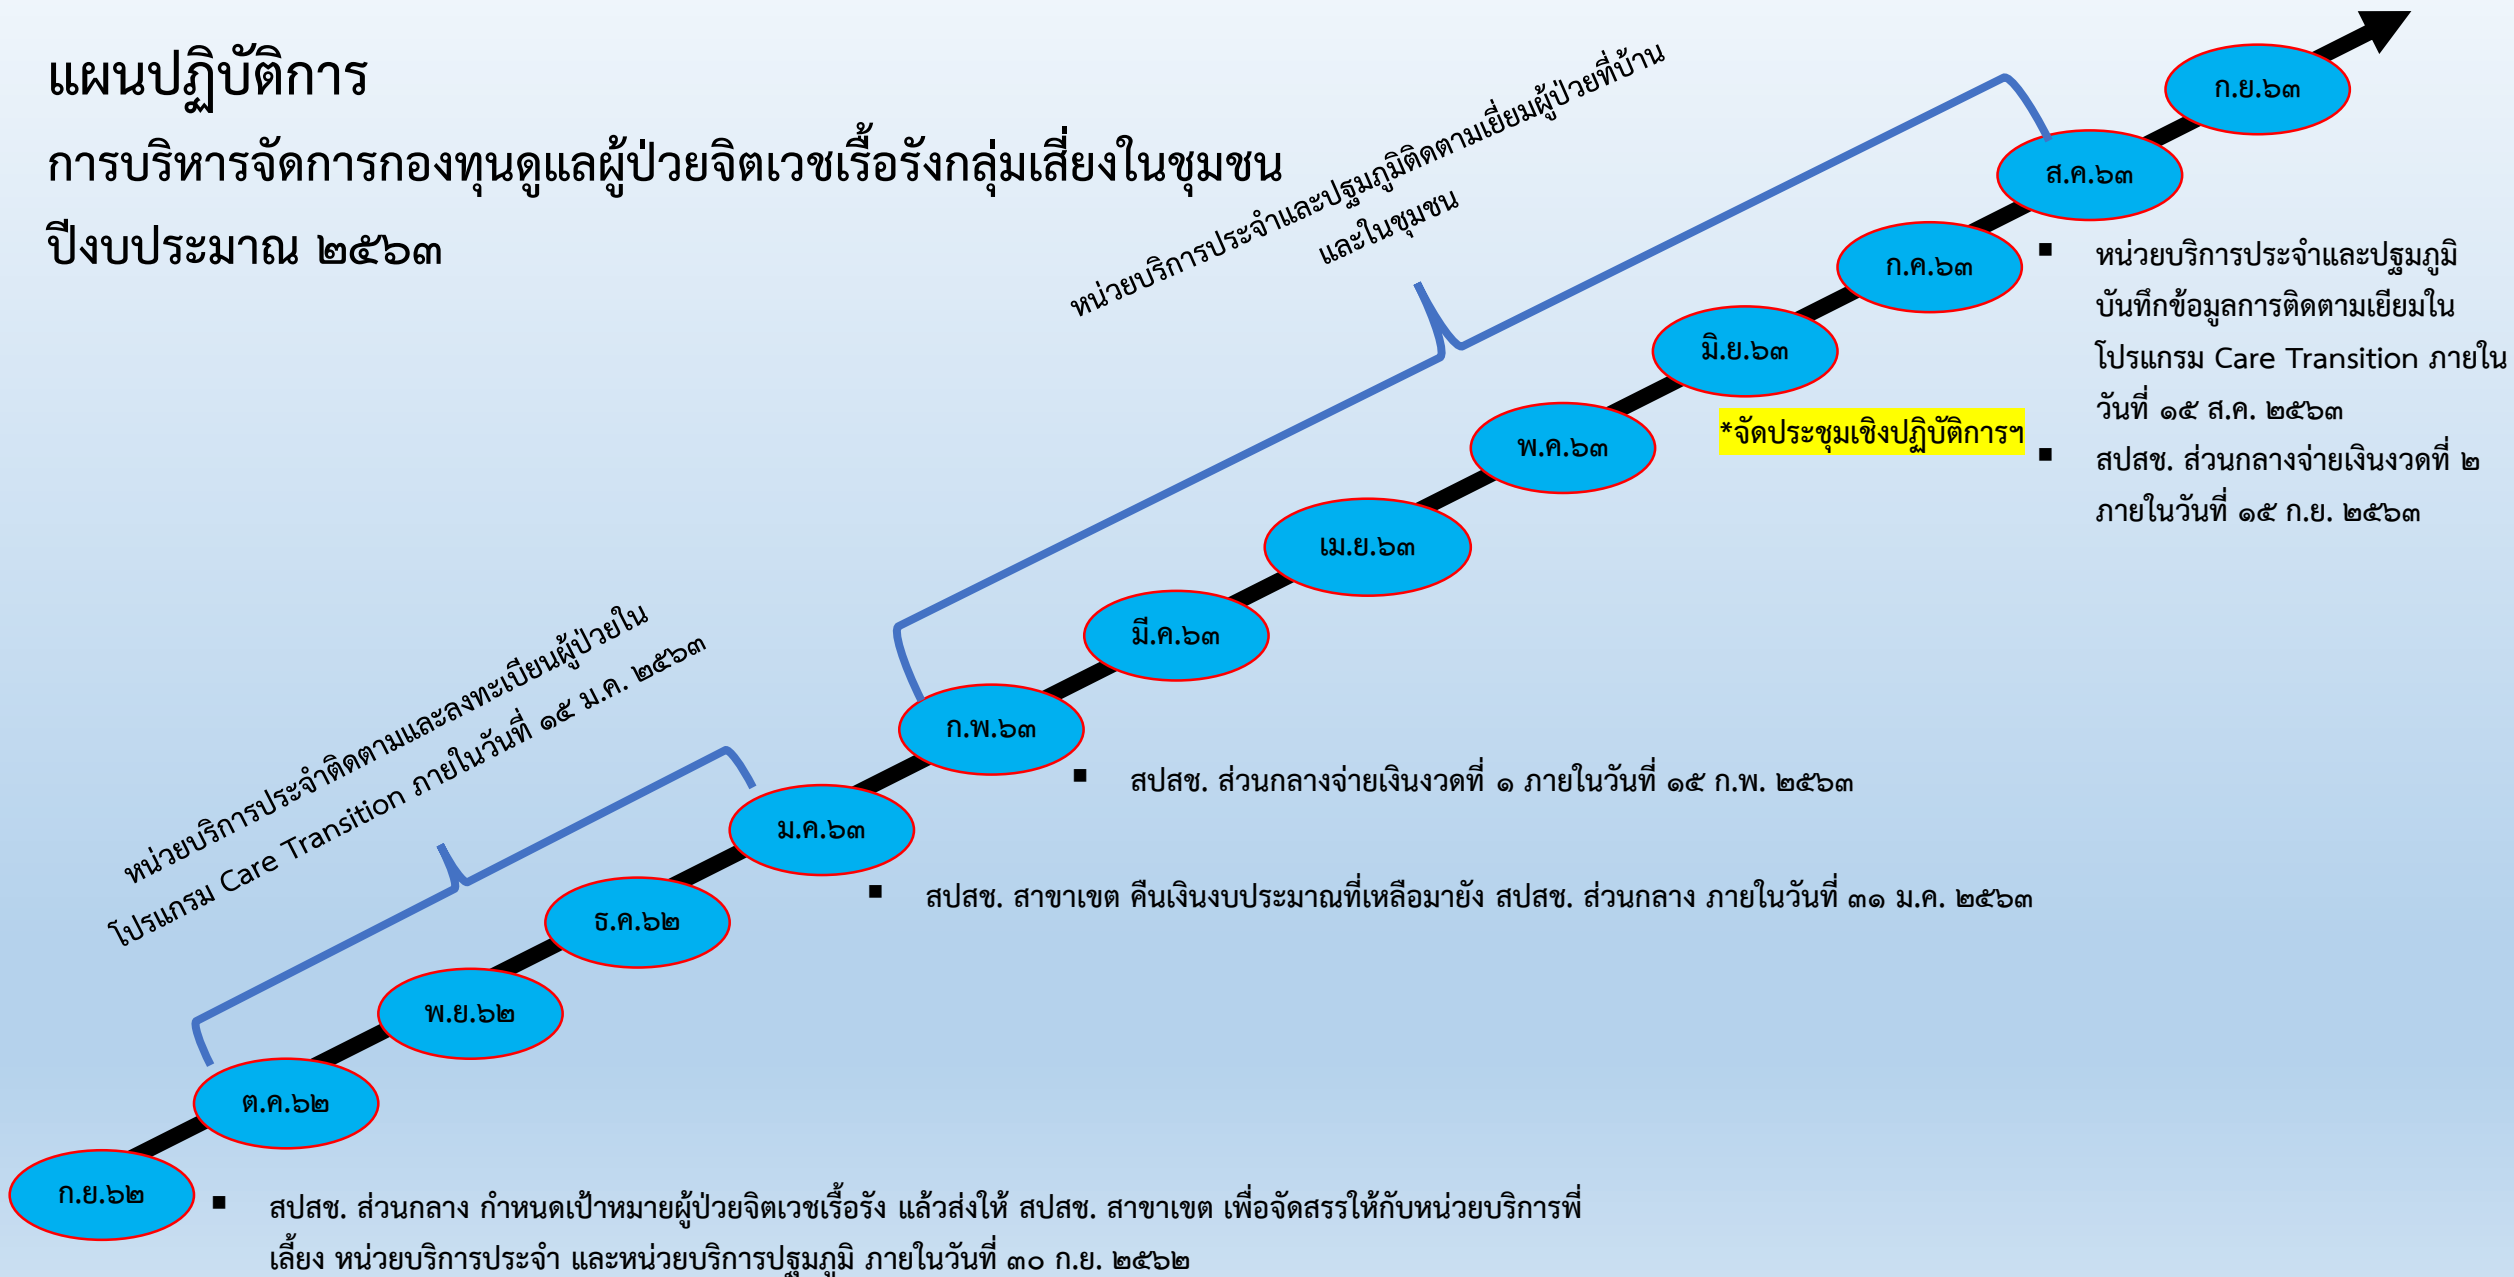 แผนปฏิบัติการ
การบริหารจัดการกองทุนดูแลผู้ป่วยจิตเวชเรื้อรังกลุ่มเสี่ยงในชุมชน
ปีงบประมาณ ๒๕๖๓
หน่วยบริการประจำและปฐมภูมิติดตามเยี่ยมผู้ป่วยที่บ้าน
และในชุมชน
ก.ย.๖๓
ส.ค.๖๓
ก.ค.๖๓
มิ.ย.๖๓
พ.ค.๖๓
เม.ย.๖๓
มี.ค.๖๓
ก.พ.๖๓
ม.ค.๖๓
ธ.ค.๖๒
พ.ย.๖๒
ต.ค.๖๒
ก.ย.๖๒
▪ หน่วยบริการประจำและปฐมภูมิ
บันทึกข้อมูลการติดตามเยียมใน
โปรแกรม Care Transition ภายใน
วันที่ ๑๕ ส.ค. ๒๕๖๓
▪ สปสช. ส่วนกลางจ่ายเงินงวดที่ ๒
ภายในวันที่ ๑๕ ก.ย. ๒๕๖๓
*จัดประชุมเชิงปฏิบัติการฯ
หน่วยบริการประจำติดตามและลงทะเบียนผู้ป่วยใน
โปรแกรม Care Transition ภายในวันที่ ๑๕ ม.ค. ๒๕๖๓
▪ สปสช. ส่วนกลางจ่ายเงินงวดที่ ๑ ภายในวันที่ ๑๕ ก.พ. ๒๕๖๓
▪ สปสช. สาขาเขต คืนเงินงบประมาณที่เหลือมายัง สปสช. ส่วนกลาง ภายในวันที่ ๓๑ ม.ค. ๒๕๖๓
▪ สปสช. ส่วนกลาง กำหนดเป้าหมายผู้ป่วยจิตเวชเรื้อรัง แล้วส่งให้ สปสช. สาขาเขต เพื่อจัดสรรให้กับหน่วยบริการพี่
เลี้ยง หน่วยบริการประจำ และหน่วยบริการปฐมภูมิ ภายในวันที่ ๓๐ ก.ย. ๒๕๖๒